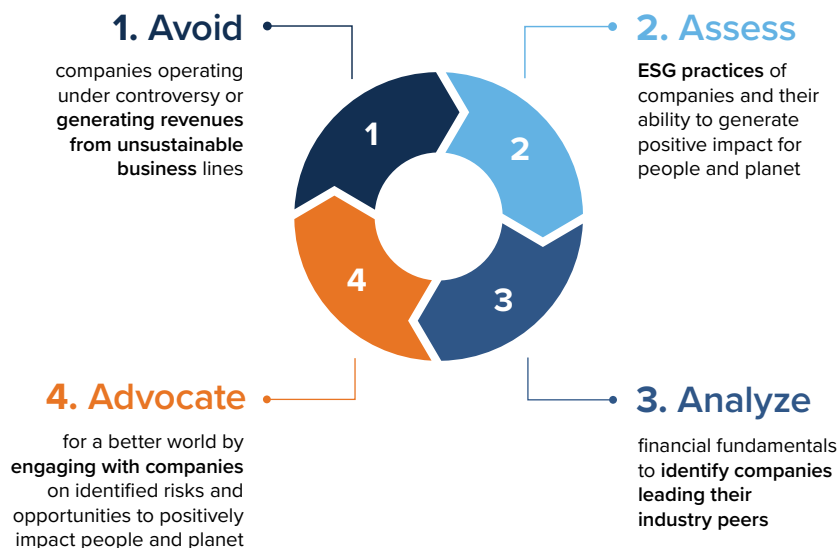 1. Avoid
companies operating
under controversy or
generating revenues
from unsustainable
business lines
2. Assess
ESG practices of
companies and their
ability to generate
positive impact for
people and planet
1
2
3
4
3. Analyze
financial fundamentals
to identify companies
leading their
industry peers
4. Advocate
for a better world by
engaging with companies
on identified risks and
opportunities to positively
impact people and planet